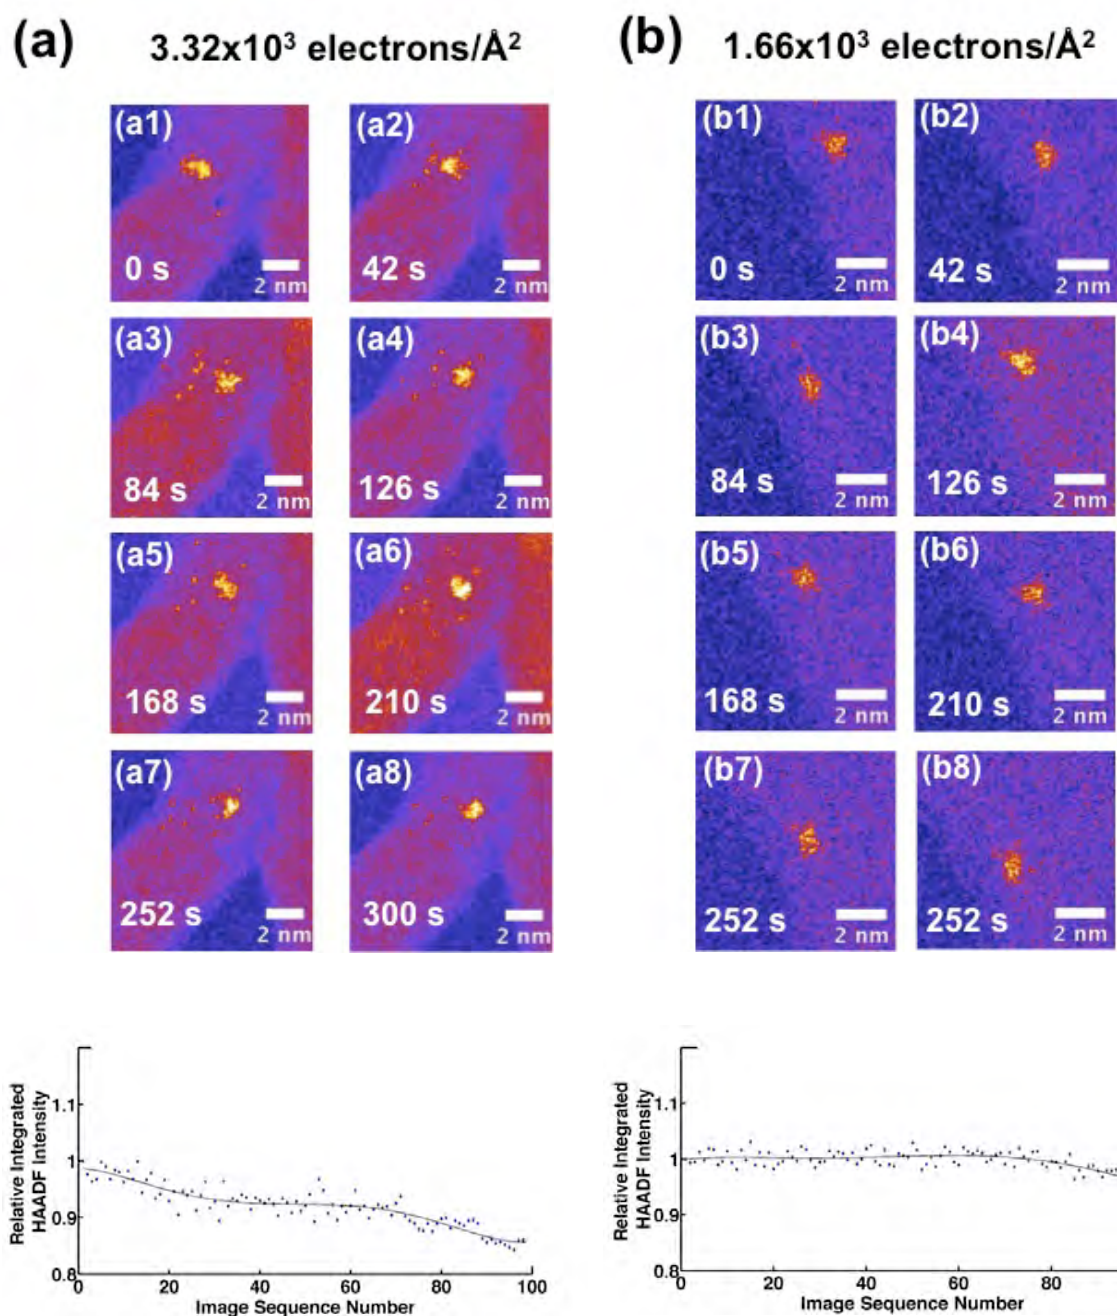 (a) 3.32x10³ electrons/Å²
(a1) (a2)
0 s 2 nm 42 s 2 nm
(a3) (a4)
84 s 2 nm 126 s 2 nm
(a5) (a6)
168 s 2 nm 210 s 2 nm
(a7) (a8)
252 s 2 nm 300 s 2 nm
Relative Integrated
HAADF Intensity
1.1
1
0.9
0.8
0 20 40 60 80 100
Image Sequence Number
(b) 1.66x10³ electrons/Å²
(b1) (b2)
0 s 2 nm 42 s 2 nm
(b3) (b4)
84 s 2 nm 126 s 2 nm
(b5) (b6)
168 s 2 nm 210 s 2 nm
(b7) (b8)
252 s 2 nm 252 s 2 nm
Relative Integrated
HAADF Intensity
1.1
1
0.9
0.8
0 20 40 60 80
Image Sequence Number